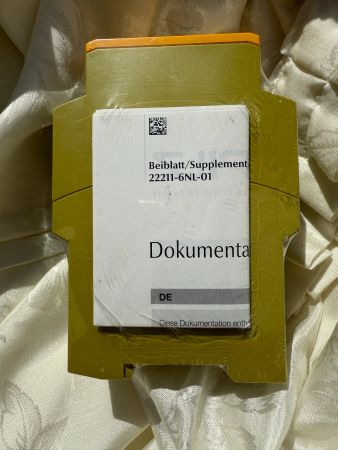 Beiblatt/Supplement
22211-6NL-01
Dokumenta
DE
Diese Dokumentation enth